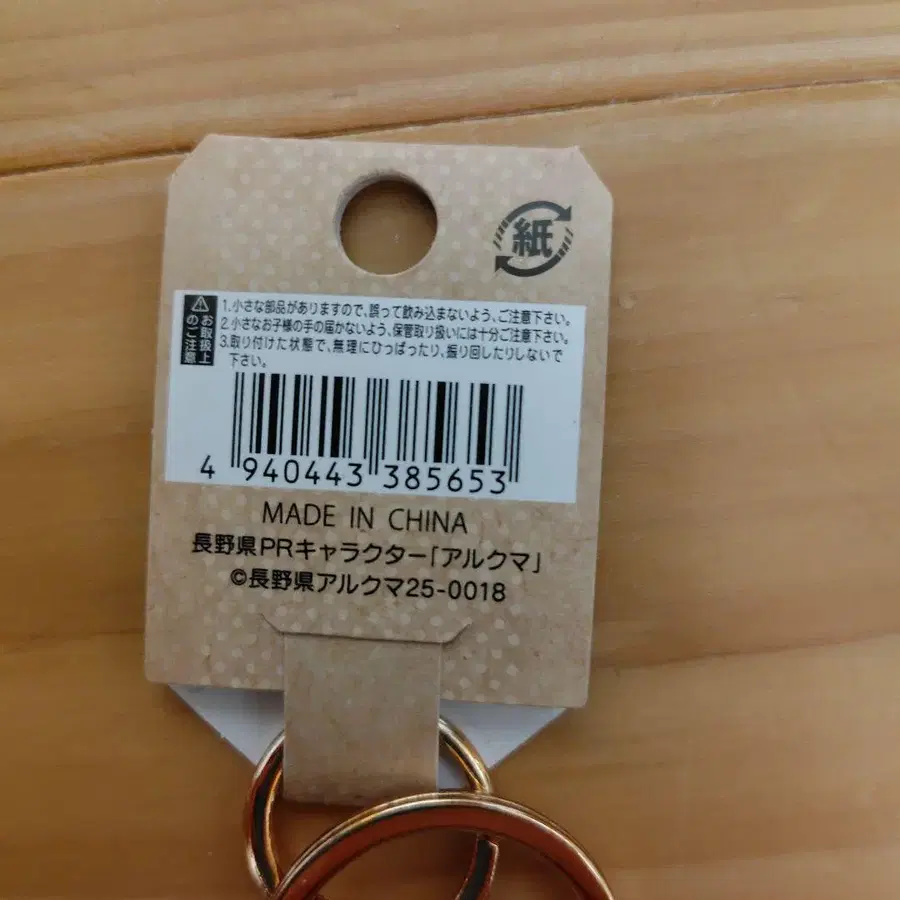 紙
お取扱上のご注意
1.小さな部品がありますので、誤って飲み込まないよう、ご注意下さい。
2.小さなお子様の手の届かないよう、保管取り扱いには十分ご注意下さい。
3.取り付けた状態で、無理にひっぱったり、振り回したりしないで
下さい。
4 940443 385653
MADE IN CHINA
長野県PRキャラクター「アルクマ」
©長野県アルクマ25-0018